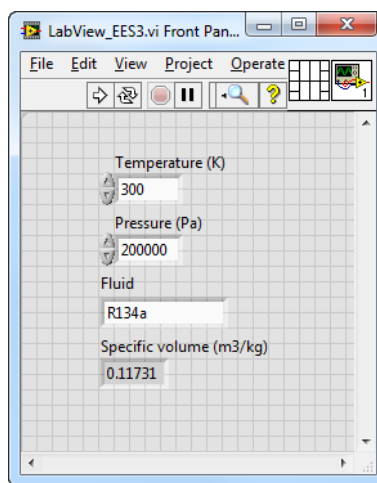 LabView_EES3.vi Front Pan...
File Edit View Project Operate
1
Temperature (K)
300
Pressure (Pa)
200000
Fluid
R134a
Specific volume (m3/kg)
0.11731